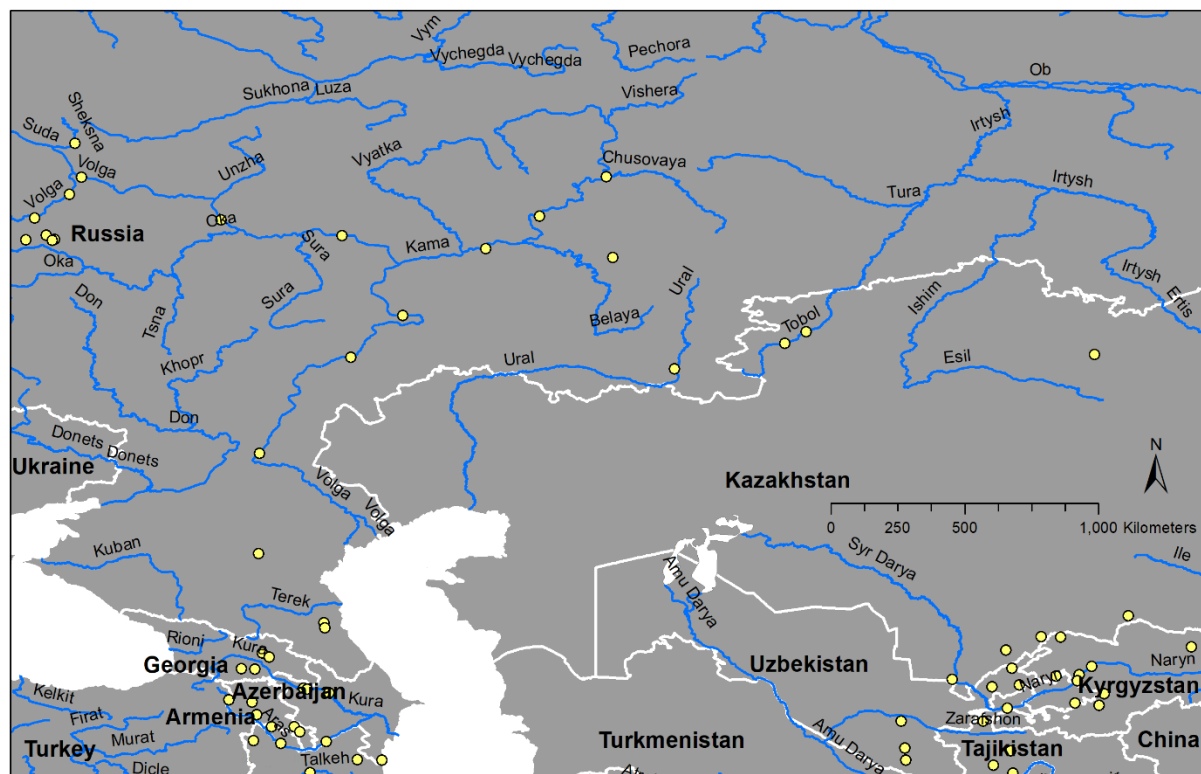 Vym
Vychegda
Vychegda
Pechora
Ob
Sukhona
Luza
Vishera
Sheksna
Suda
Irtysh
Volga
Unzha
Vyatka
Chusovaya
Tura
Irtysh
Volga
Oka
Russia
Sura
Kama
Oka
Don
Tsna
Sura
Ural
Belaya
Tobol
Ishim
Irtysh
Ertis
Khopr
Ural
Esil
Don
Donets
Donets
Ukraine
Volga
Volga
Kazakhstan
N
0
250
500
1,000 Kilometers
Kuban
Amu Darya
Syr Darya
Ile
Terek
Rioni
Kura
Georgia
Uzbekistan
Naryn
Naryn
Kyrgyzstan
Kelkit
Azerbaijan
Kura
Firat
Armenia
Aras
Zarafshon
Murat
Turkey
Talkeh
Dicle
Turkmenistan
Amu Darya
Tajikistan
China